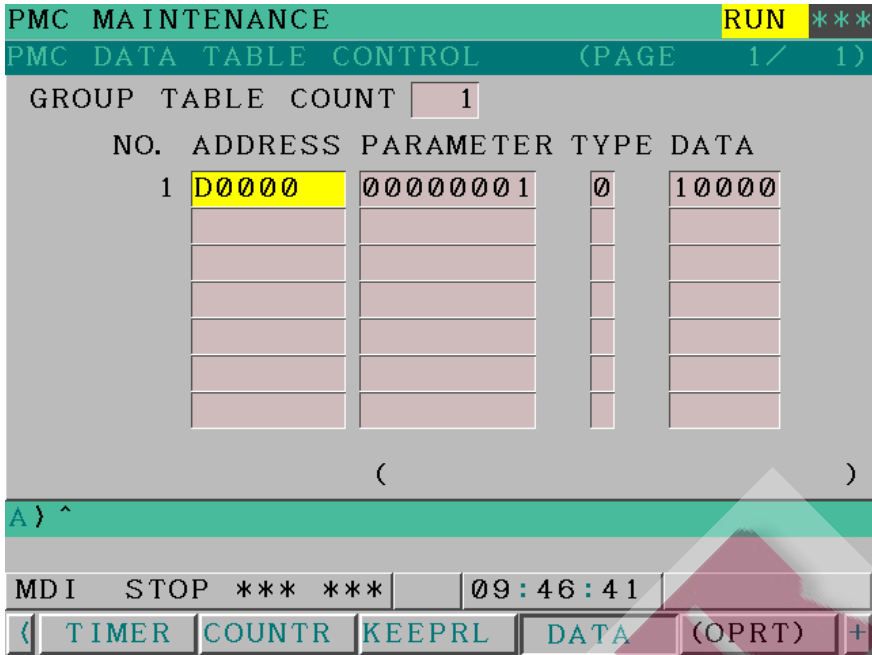 PMC MAINTENANCE RUN ***
PMC DATA TABLE CONTROL (PAGE 1/ 1)
GROUP TABLE COUNT 1
NO. ADDRESS PARAMETER TYPE DATA
1 D0000 00000001 0 10000
( )
A) ^
MDI STOP *** *** 09:46:41
( TIMER COUNTR KEEPRL DATA (OPRT) +